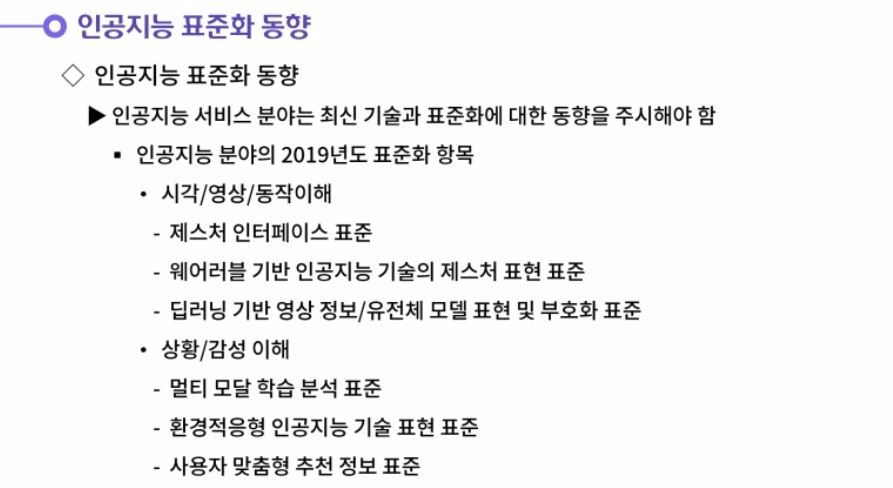 인공지능 표준화 동향
◇ 인공지능 표준화 동향
▶ 인공지능 서비스 분야는 최신 기술과 표준화에 대한 동향을 주시해야 함
▪ 인공지능 분야의 2019년도 표준화 항목
• 시각/영상/동작이해
- 제스처 인터페이스 표준
- 웨어러블 기반 인공지능 기술의 제스처 표현 표준
- 딥러닝 기반 영상 정보/유전체 모델 표현 및 부호화 표준
• 상황/감성 이해
- 멀티 모달 학습 분석 표준
- 환경적응형 인공지능 기술 표현 표준
- 사용자 맞춤형 추천 정보 표준